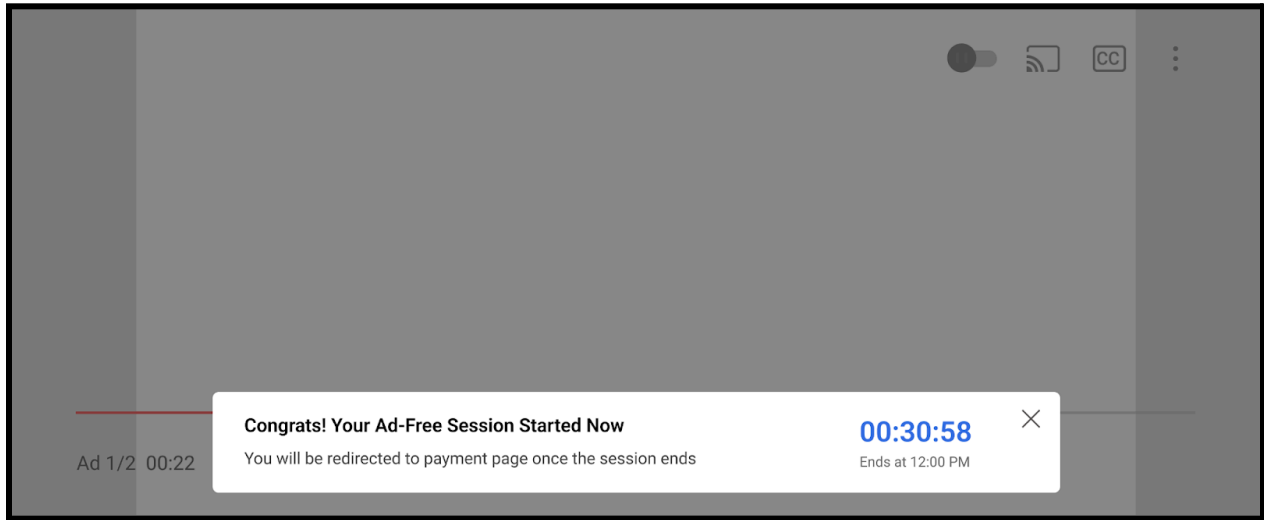 CC
Congrats! Your Ad-Free Session Started Now
You will be redirected to payment page once the session ends
00:30:58
Ends at 12:00 PM
Ad 1/2 00:22